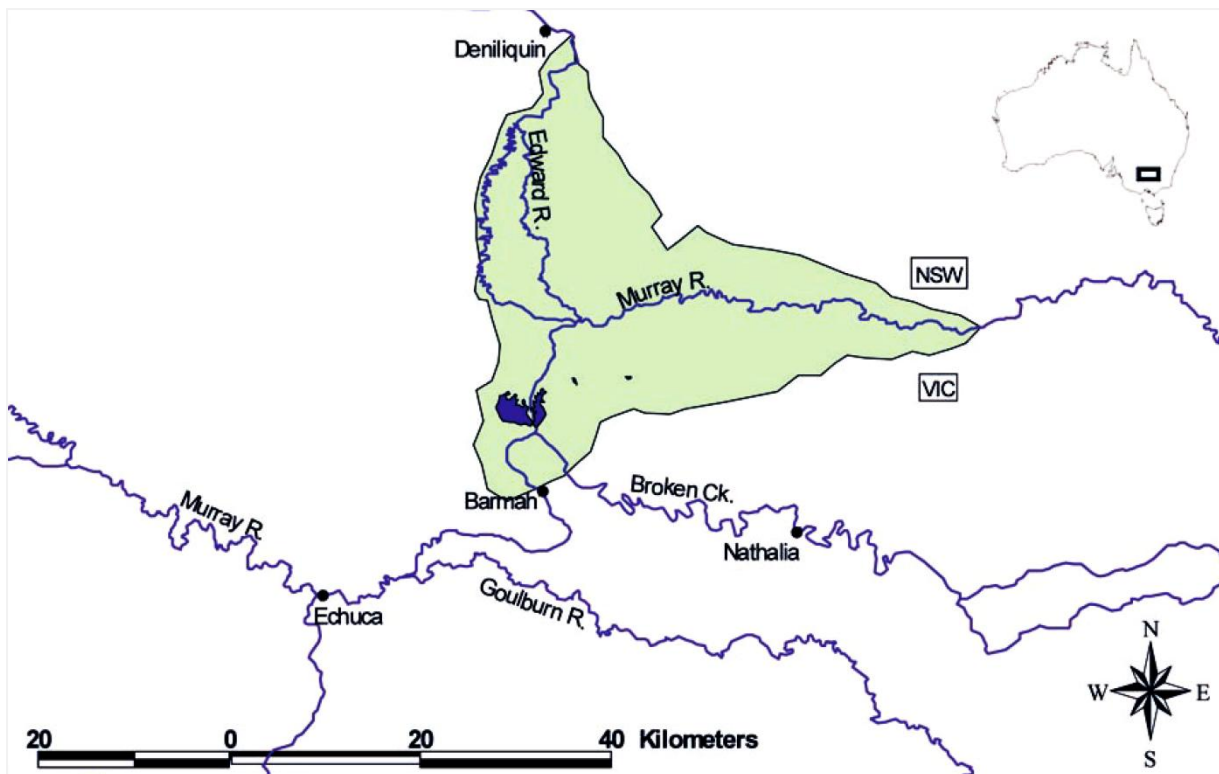 Deniliquin
Edward R.
Murray R.
NSW
VIC
Barmah
Broken Ck.
Murray R.
Nathalia
Echuca
Goulburn R.
N
W E
S
20 0 20 40 Kilometers